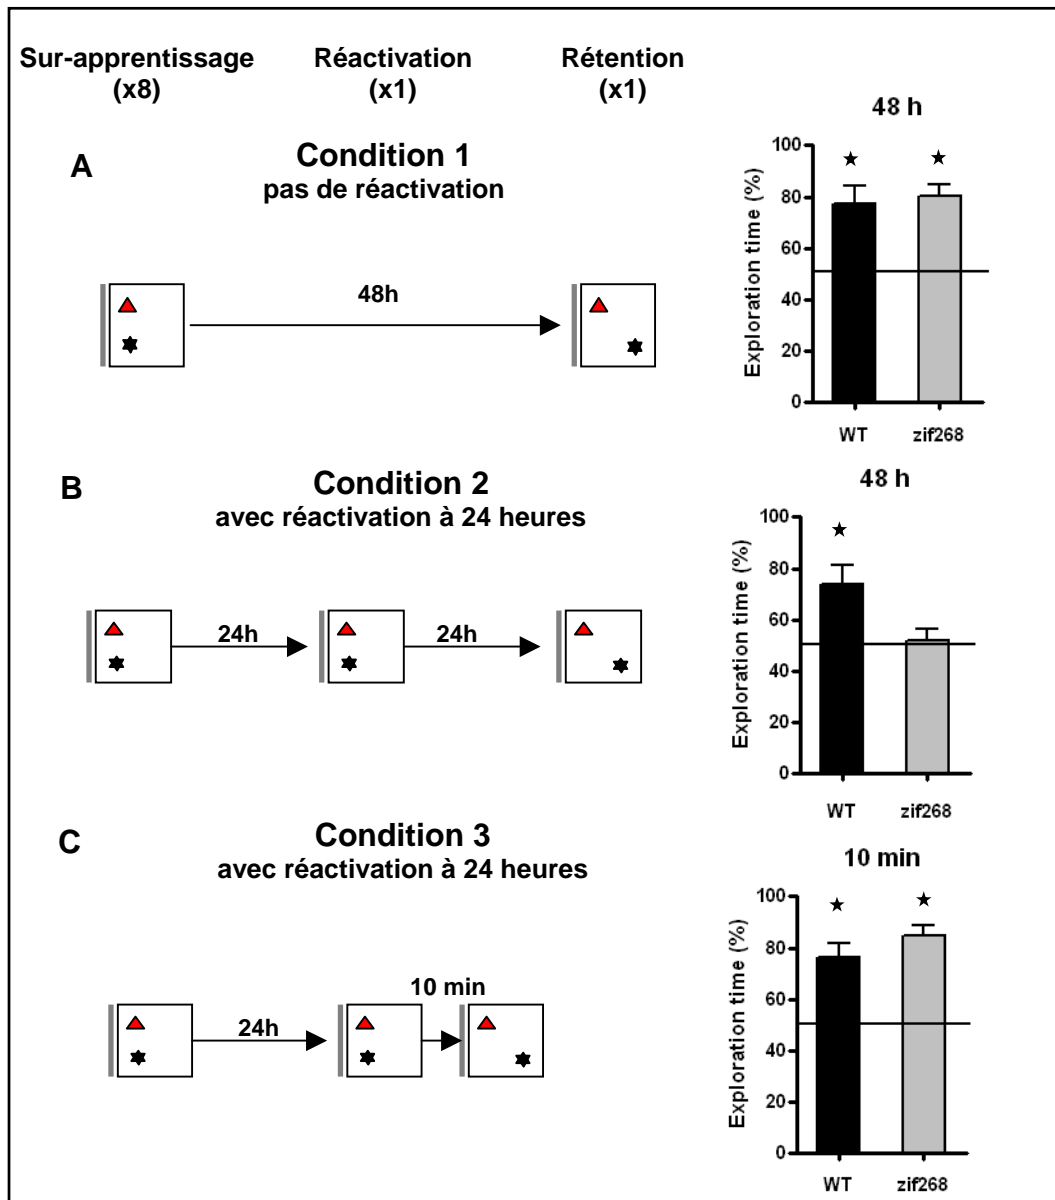 Sur-apprentissage
(x8)
Réactivation
(x1)
Rétention
(x1)
A
Condition 1
pas de réactivation
48h
48 h
Exploration time (%)
100
80
60
40
20
0
WT zif268
B
Condition 2
avec réactivation à 24 heures
24h
24h
48 h
Exploration time (%)
100
80
60
40
20
0
WT zif268
C
Condition 3
avec réactivation à 24 heures
24h
10 min
10 min
Exploration time (%)
100
80
60
40
20
0
WT zif268